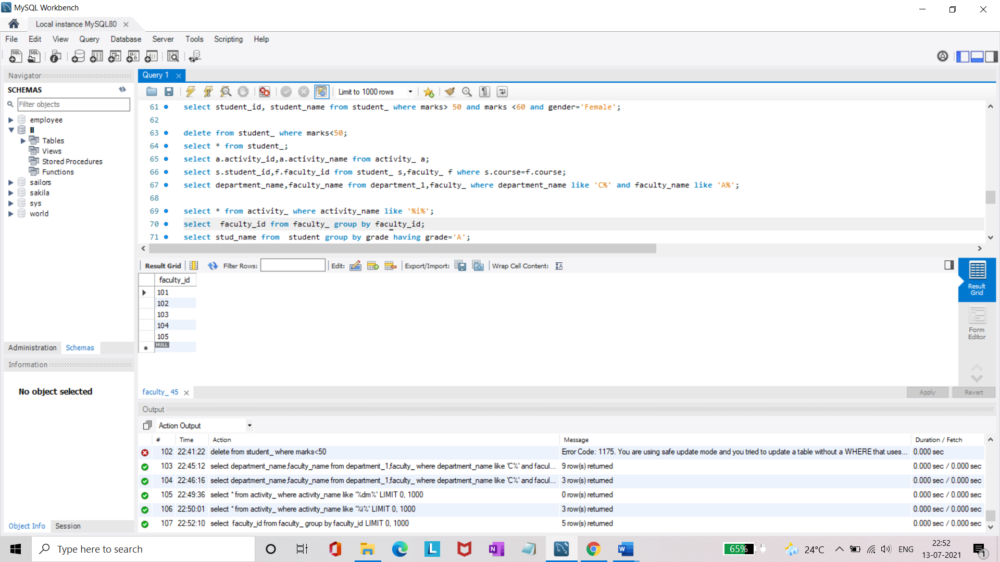 MySQL Workbench
Local instance MySQL80
File Edit View Query Database Server Tools Scripting Help
Navigator
Query 1
SCHEMAS
Limit to 1000 rows
Filter objects
employee
ll
Tables
Views
Stored Procedures
Functions
sailors
sakila
sys
world
61 select student_id, student_name from student_ where marks> 50 and marks <60 and gender='Female';
62
63 delete from student_ where marks<50;
64 select * from student_;
65 select a.activity_id,a.activity_name from activity_ a;
66 select s.student_id,f.faculty_id from student_ s,faculty_ f where s.course=f.course;
67 select department_name,faculty_name from department_1,faculty_ where department_name like 'C%' and faculty_name like 'A%';
68
69 select * from activity_ where activity_name like '%i%';
70 select  faculty_id from faculty_ group by faculty_id;
71 select stud_name from  student group by grade having grade='A';
Result Grid Filter Rows: Edit: Export/Import: Wrap Cell Content:
faculty_id
101
102
103
104
105
NULL
Result Grid
Form Editor
Administration Schemas
Information
No object selected
faculty_ 45
Apply Revert
Output
Action Output
# Time Action Message Duration / Fetch
102 22:41:22 delete from student_ where marks<50 Error Code: 1175. You are using safe update mode and you tried to update a table without a WHERE that uses... 0.000 sec
103 22:45:12 select department_name,faculty_name from department_1,faculty_ where department_name like 'C%' and facul... 9 row(s) returned 0.000 sec / 0.000 sec
104 22:46:16 select department_name,faculty_name from department_1,faculty_ where department_name like 'C%' and facul... 3 row(s) returned 0.000 sec / 0.000 sec
105 22:49:36 select * from activity_ where activity_name like '%dm%' LIMIT 0, 1000 0 row(s) returned 0.000 sec / 0.000 sec
106 22:50:01 select * from activity_ where activity_name like '%i%' LIMIT 0, 1000 3 row(s) returned 0.000 sec / 0.000 sec
107 22:52:10 select  faculty_id from faculty_ group by faculty_id LIMIT 0, 1000 5 row(s) returned 0.000 sec / 0.000 sec
Object Info Session
Type here to search
65%
24°C
ENG
22:52
13-07-2021
1